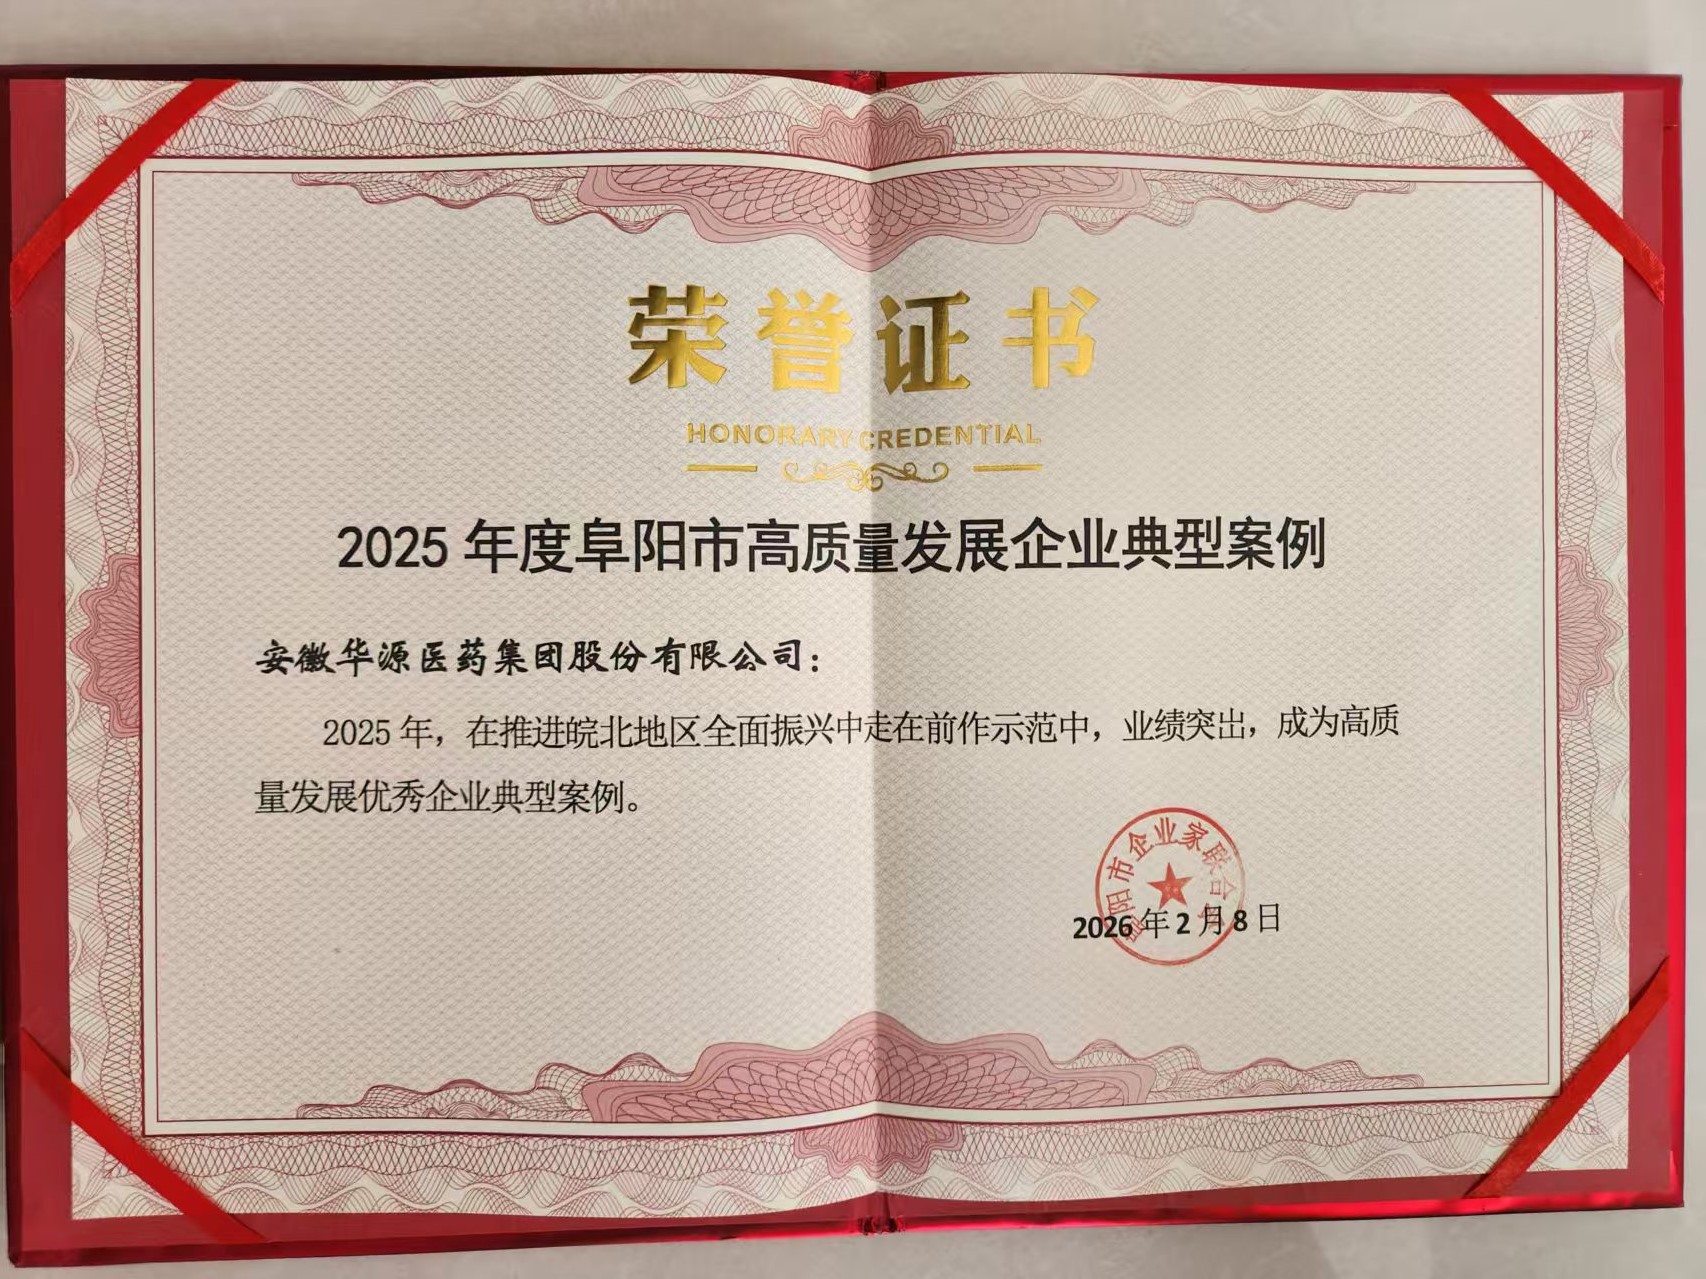 荣誉证书
HONORARY CREDENTIAL
2025年度阜阳市高质量发展企业典型案例
安徽华源医药集团股份有限公司：
2025年，在推进皖北地区全面振兴中走在前作示范中，业绩突出，成为高质
量发展优秀企业典型案例。
阜阳市企业家联合会
2026年2月8日